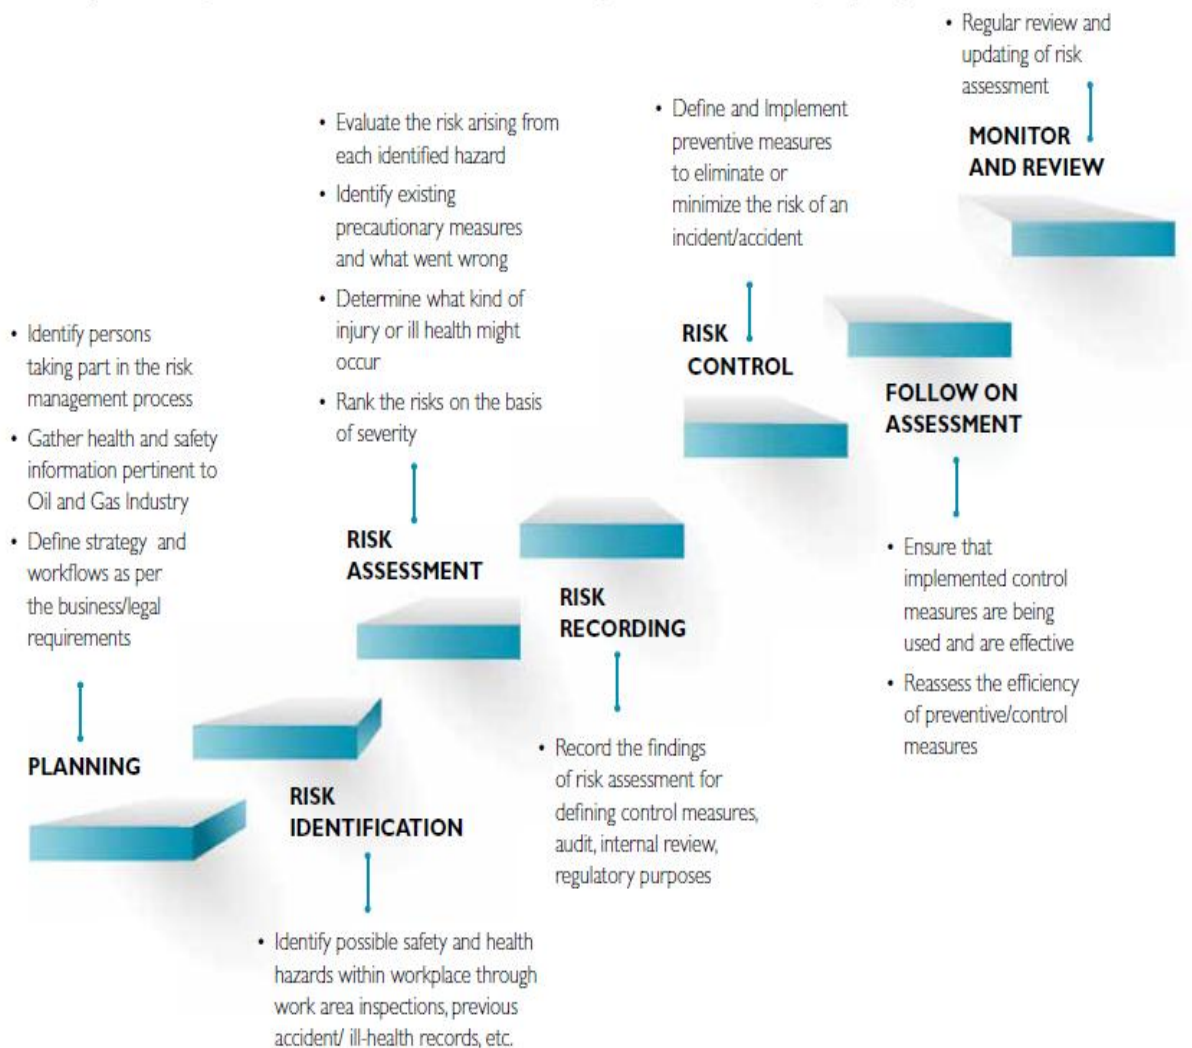 • Identify persons
taking part in the risk
management process
• Gather health and safety
information pertinent to
Oil and Gas Industry
• Define strategy and
workflows as per
the business/legal
requirements
PLANNING
RISK
IDENTIFICATION
• Identify possible safety and health
hazards within workplace through
work area inspections, previous
accident/ ill-health records, etc.
• Evaluate the risk arising from
each identified hazard
• Identify existing
precautionary measures
and what went wrong
• Determine what kind of
injury or ill health might
occur
• Rank the risks on the basis
of severity
RISK
ASSESSMENT
RISK
RECORDING
• Record the findings
of risk assessment for
defining control measures,
audit, internal review,
regulatory purposes
• Define and Implement
preventive measures
to eliminate or
minimize the risk of an
incident/accident
RISK
CONTROL
FOLLOW ON
ASSESSMENT
• Ensure that
implemented control
measures are being
used and are effective
• Reassess the efficiency
of preventive/control
measures
• Regular review and
updating of risk
assessment
MONITOR
AND REVIEW